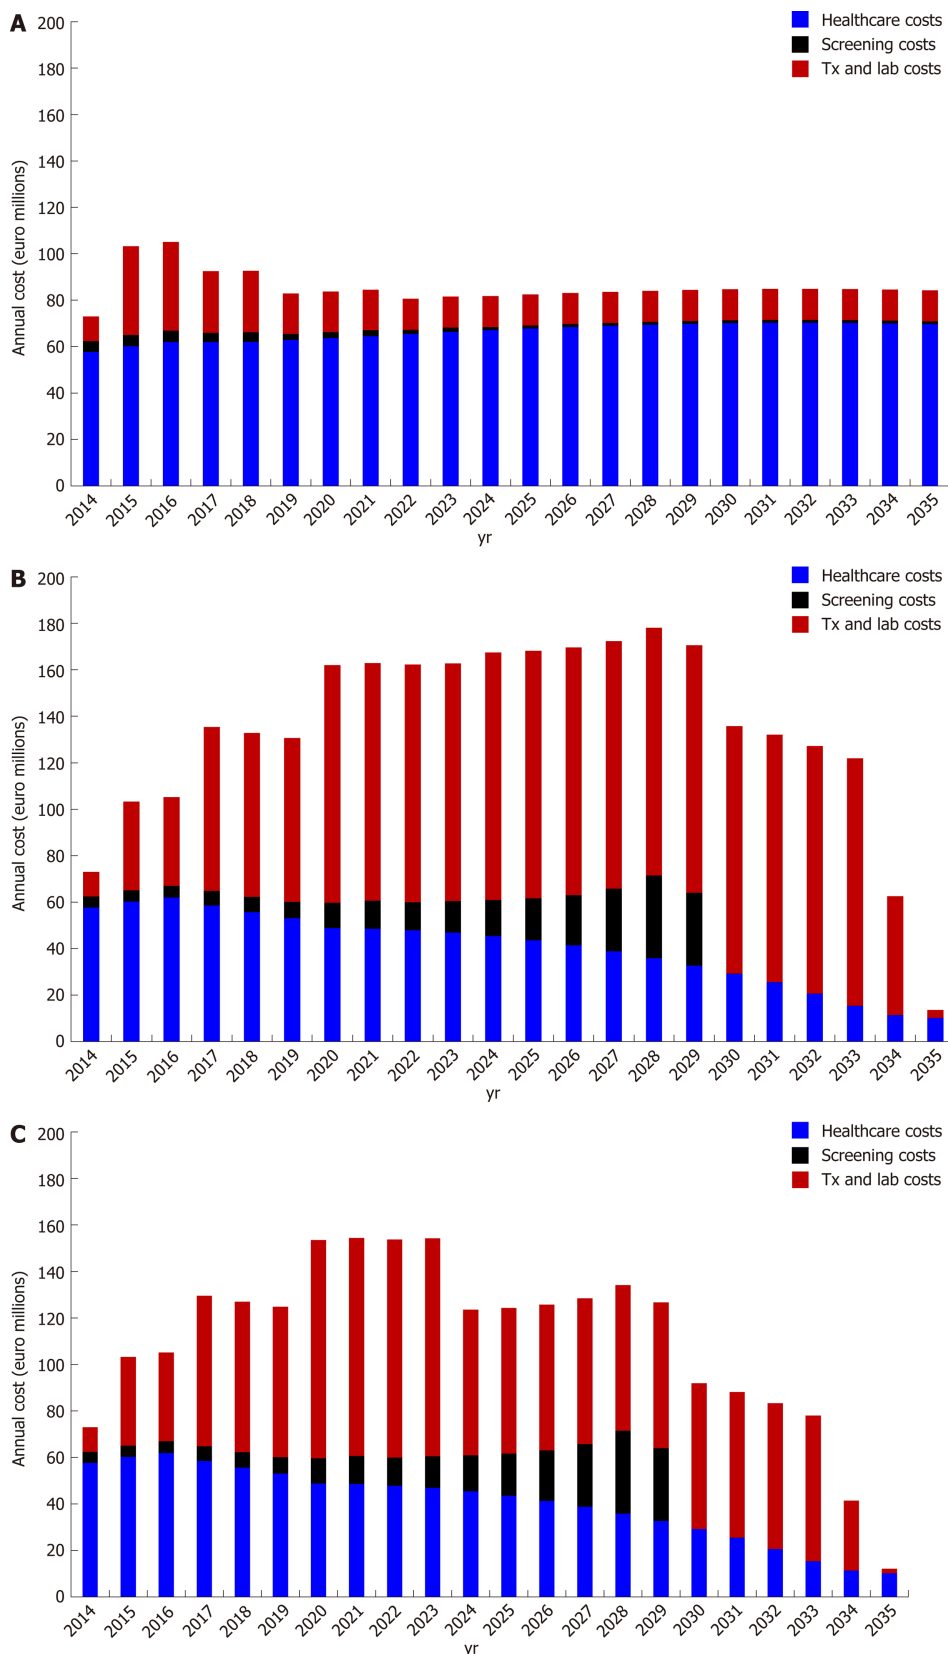 A
Healthcare costs
Screening costs
Tx and lab costs
Annual cost (euro millions)
200
180
160
140
120
100
80
60
40
20
0
2014 2015 2016 2017 2018 2019 2020 2021 2022 2023 2024 2025 2026 2027 2028 2029 2030 2031 2032 2033 2034 2035
yr
B
Healthcare costs
Screening costs
Tx and lab costs
Annual cost (euro millions)
200
180
160
140
120
100
80
60
40
20
0
2014 2015 2016 2017 2018 2019 2020 2021 2022 2023 2024 2025 2026 2027 2028 2029 2030 2031 2032 2033 2034 2035
yr
C
Healthcare costs
Screening costs
Tx and lab costs
Annual cost (euro millions)
200
180
160
140
120
100
80
60
40
20
0
2014 2015 2016 2017 2018 2019 2020 2021 2022 2023 2024 2025 2026 2027 2028 2029 2030 2031 2032 2033 2034 2035
yr